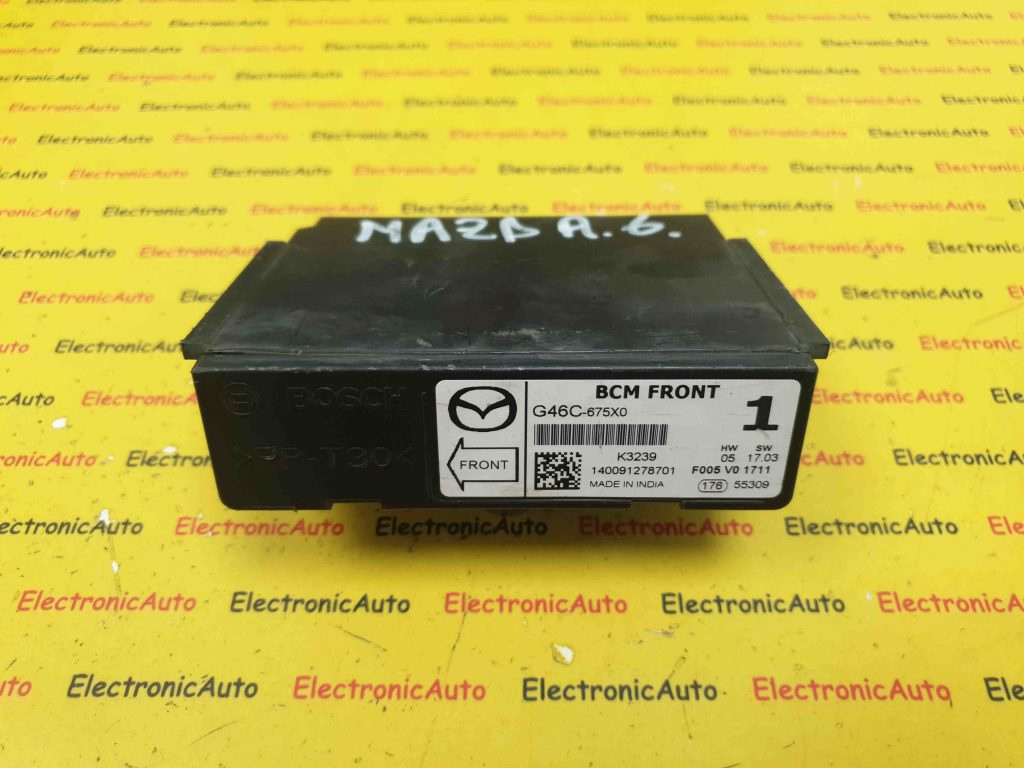 MAZDA.6.
BOSCH
>PP-T30<
BCM FRONT
G46C-675X0
1
FRONT
K3239
140091278701
MADE IN INDIA
HW SW
05 17.03
F005 V0 1711
176 55309
ElectronicAuto